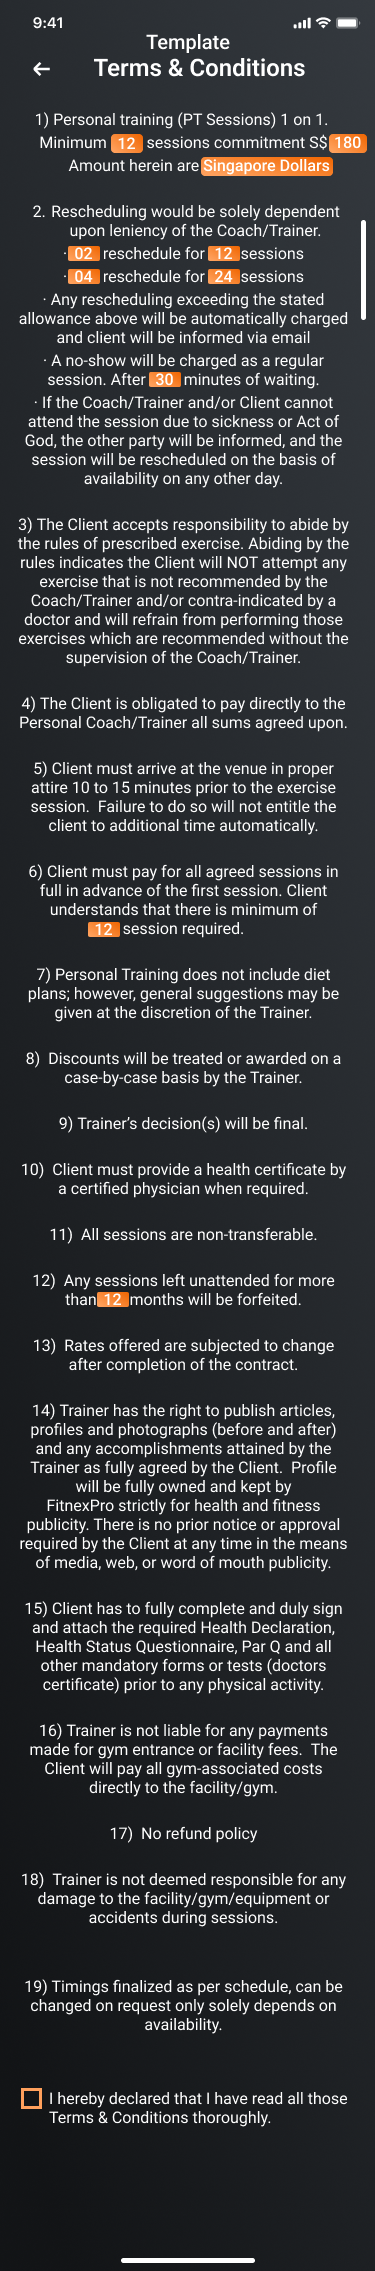 9:41
Template
Terms & Conditions
1) Personal training (PT Sessions) 1 on 1.
Minimum 12 sessions commitment S$ 180
Amount herein are Singapore Dollars
2. Rescheduling would be solely dependent
upon leniency of the Coach/Trainer.
· 02 reschedule for 12 sessions
· 04 reschedule for 24 sessions
· Any rescheduling exceeding the stated
allowance above will be automatically charged
and client will be informed via email
· A no-show will be charged as a regular
session. After 30 minutes of waiting.
· If the Coach/Trainer and/or Client cannot
attend the session due to sickness or Act of
God, the other party will be informed, and the
session will be rescheduled on the basis of
availability on any other day.
3) The Client accepts responsibility to abide by
the rules of prescribed exercise. Abiding by the
rules indicates the Client will NOT attempt any
exercise that is not recommended by the
Coach/Trainer and/or contra-indicated by a
doctor and will refrain from performing those
exercises which are recommended without the
supervision of the Coach/Trainer.
4) The Client is obligated to pay directly to the
Personal Coach/Trainer all sums agreed upon.
5) Client must arrive at the venue in proper
attire 10 to 15 minutes prior to the exercise
session.  Failure to do so will not entitle the
client to additional time automatically.
6) Client must pay for all agreed sessions in
full in advance of the first session. Client
understands that there is minimum of
12 session required.
7) Personal Training does not include diet
plans; however, general suggestions may be
given at the discretion of the Trainer.
8)  Discounts will be treated or awarded on a
case-by-case basis by the Trainer.
9) Trainer’s decision(s) will be final.
10)  Client must provide a health certificate by
a certified physician when required.
11)  All sessions are non-transferable.
12)  Any sessions left unattended for more
than 12 months will be forfeited.
13)  Rates offered are subjected to change
after completion of the contract.
14) Trainer has the right to publish articles,
profiles and photographs (before and after)
and any accomplishments attained by the
Trainer as fully agreed by the Client.  Profile
will be fully owned and kept by
FitnexPro strictly for health and fitness
publicity. There is no prior notice or approval
required by the Client at any time in the means
of media, web, or word of mouth publicity.
15) Client has to fully complete and duly sign
and attach the required Health Declaration,
Health Status Questionnaire, Par Q and all
other mandatory forms or tests (doctors
certificate) prior to any physical activity.
16) Trainer is not liable for any payments
made for gym entrance or facility fees.  The
Client will pay all gym-associated costs
directly to the facility/gym.
17)  No refund policy
18)  Trainer is not deemed responsible for any
damage to the facility/gym/equipment or
accidents during sessions.
19) Timings finalized as per schedule, can be
changed on request only solely depends on
availability.
I hereby declared that I have read all those
Terms & Conditions thoroughly.